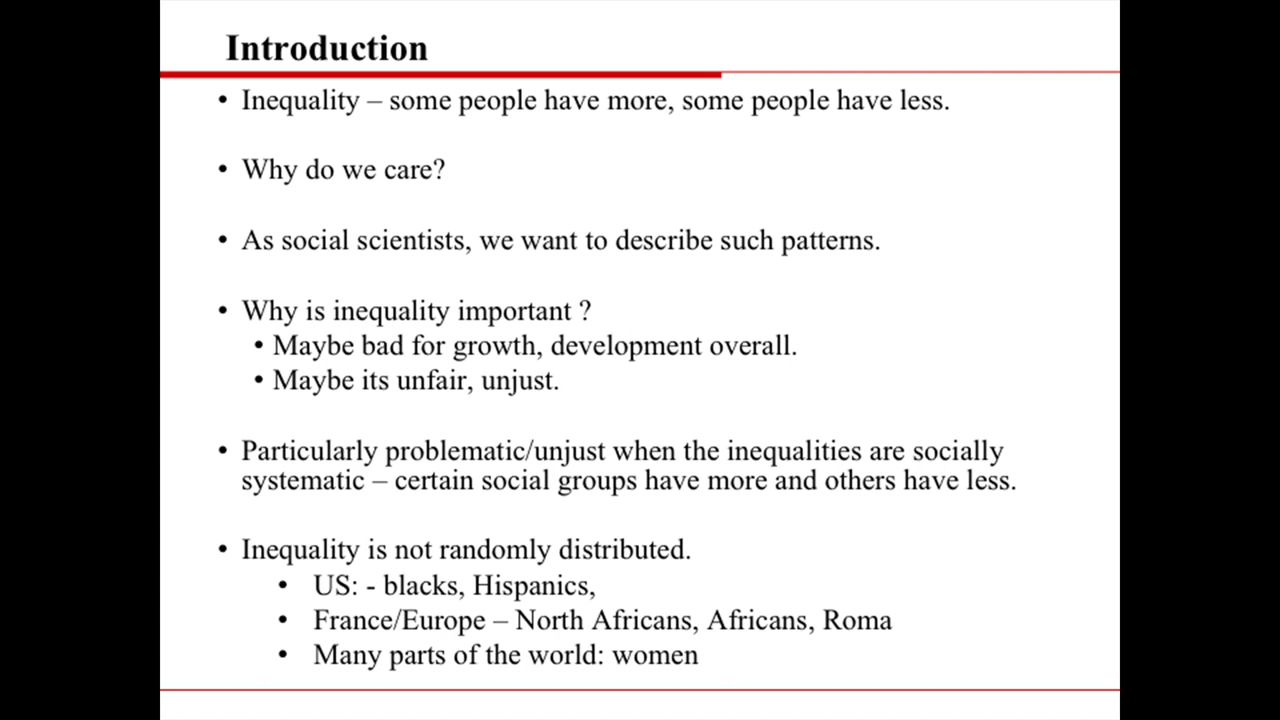 Introduction
• Inequality – some people have more, some people have less.
• Why do we care?
• As social scientists, we want to describe such patterns.
• Why is inequality important ?
• Maybe bad for growth, development overall.
• Maybe its unfair, unjust.
• Particularly problematic/unjust when the inequalities are socially
systematic – certain social groups have more and others have less.
• Inequality is not randomly distributed.
• US: - blacks, Hispanics,
• France/Europe – North Africans, Africans, Roma
• Many parts of the world: women